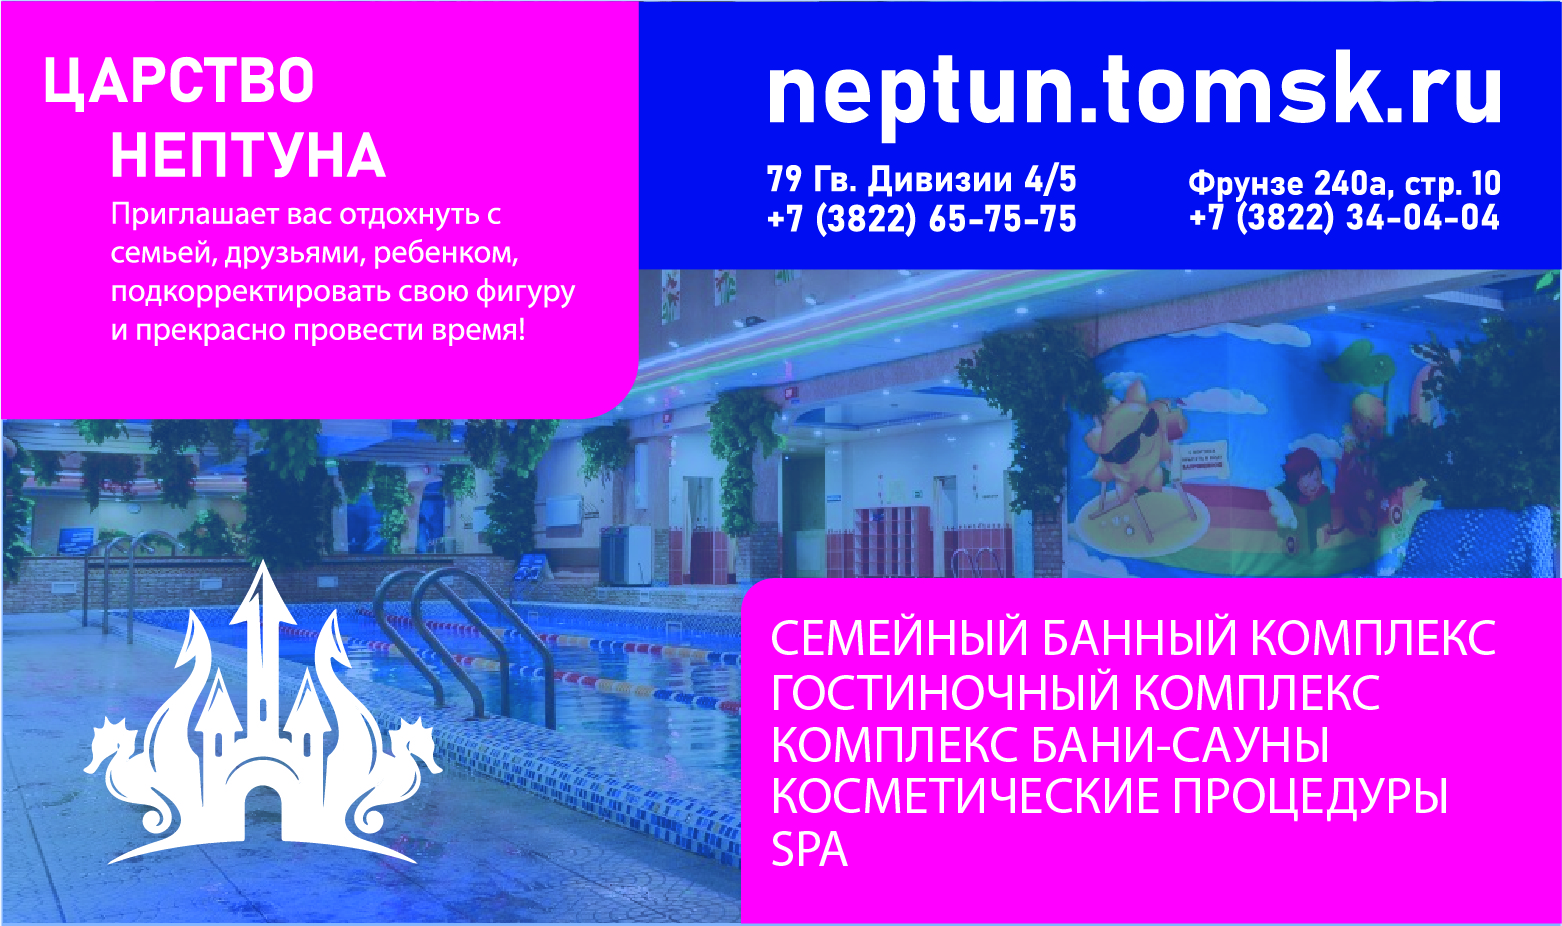 ЦАРСТВО
НЕПТУНА
Приглашает вас отдохнуть с
семьей, друзьями, ребенком,
подкорректировать свою фигуру
и прекрасно провести время!
neptun.tomsk.ru
79 Гв. Дивизии 4/5
+7 (3822) 65-75-75
Фрунзе 240а, стр. 10
+7 (3822) 34-04-04
СЕМЕЙНЫЙ БАННЫЙ КОМПЛЕКС
ГОСТИНОЧНЫЙ КОМПЛЕКС
КОМПЛЕКС БАНИ-САУНЫ
КОСМЕТИЧЕСКИЕ ПРОЦЕДУРЫ
SPA